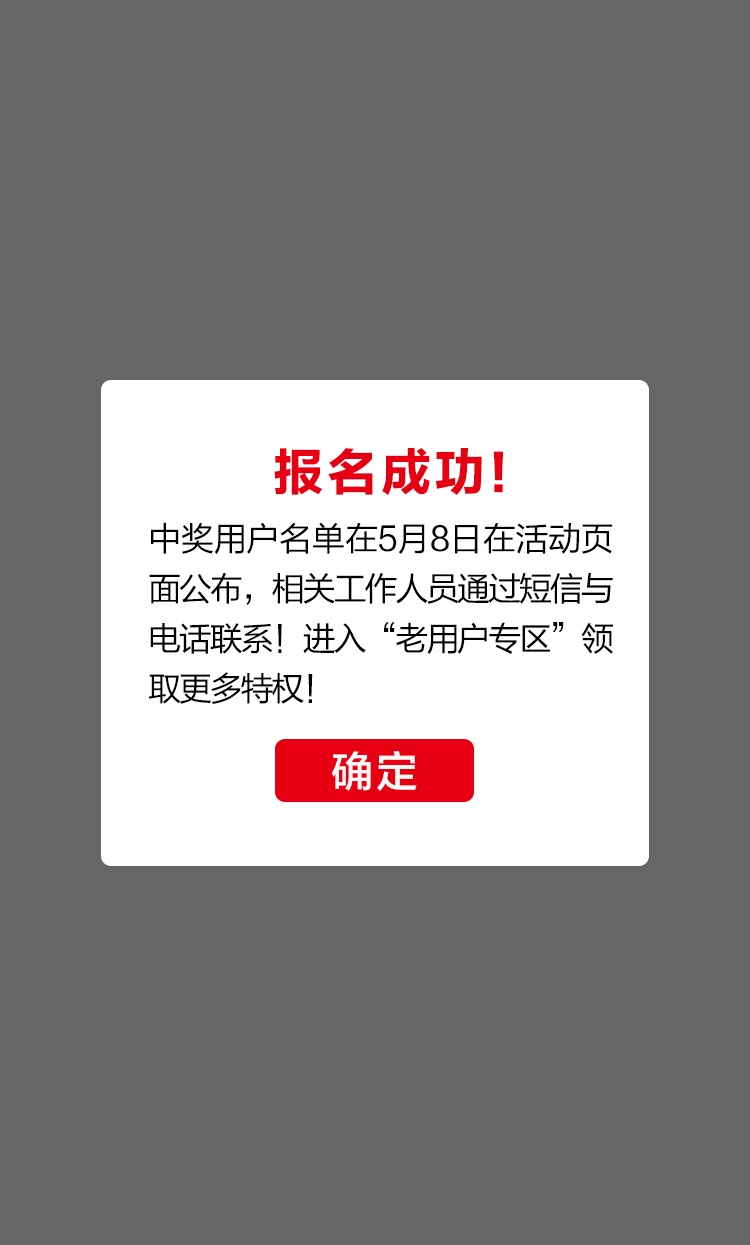 报名成功！
中奖用户名单在5月8日在活动页
面公布，相关工作人员通过短信与
电话联系！进入“老用户专区”领
取更多特权！
确定